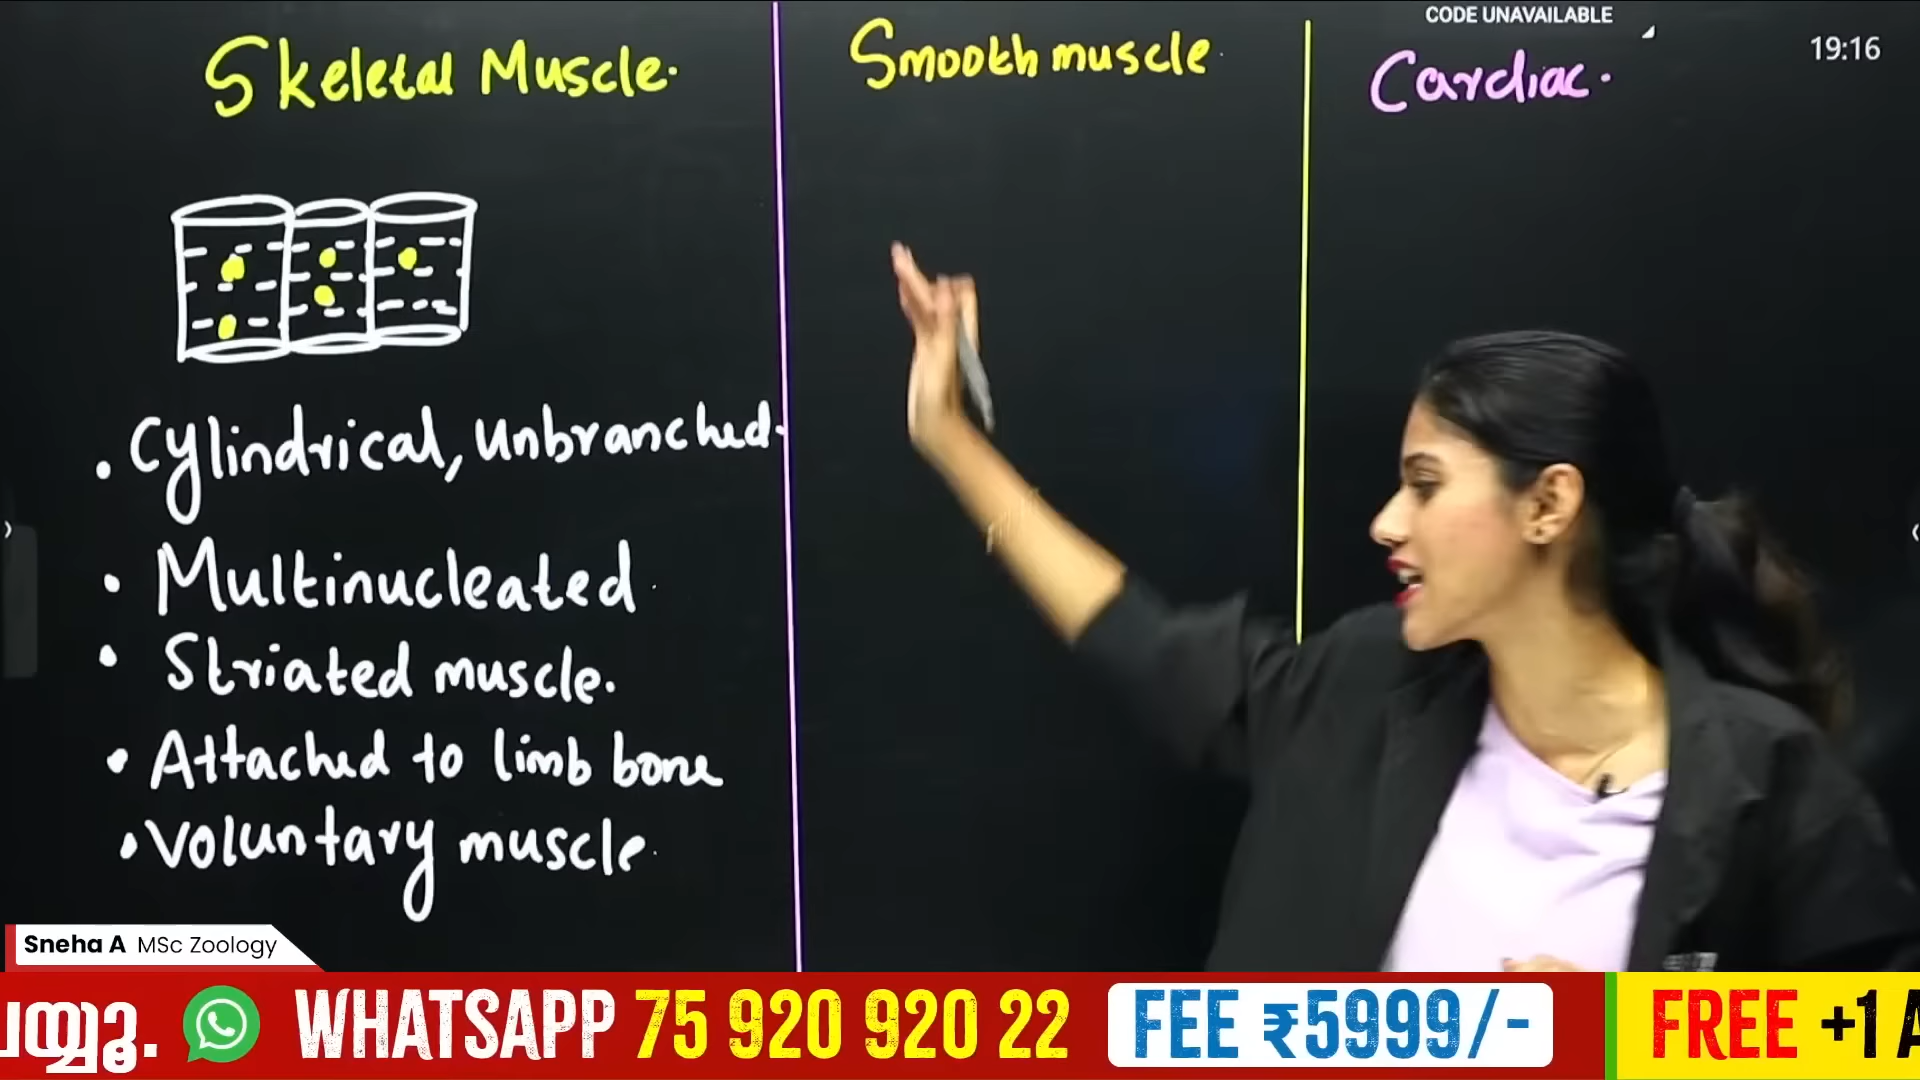 CODE UNAVAILABLE
19:16
Skeletal Muscle.
Smooth muscle
Cardiac.
• Cylindrical, unbranched.
• Multinucleated.
• Striated muscle.
• Attached to limb bone
• Voluntary muscle.
Sneha A MSc Zoology
WHATSAPP 75 920 920 22 FEE ₹5999/- FREE +1